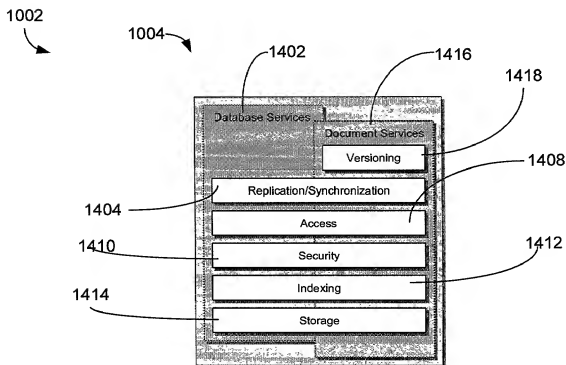 1002
1004
1402
1416
1418
Database Services
Document Services
Versioning
1408
Replication/Synchronization
1404
Access
1410
Security
1412
Indexing
1414
Storage